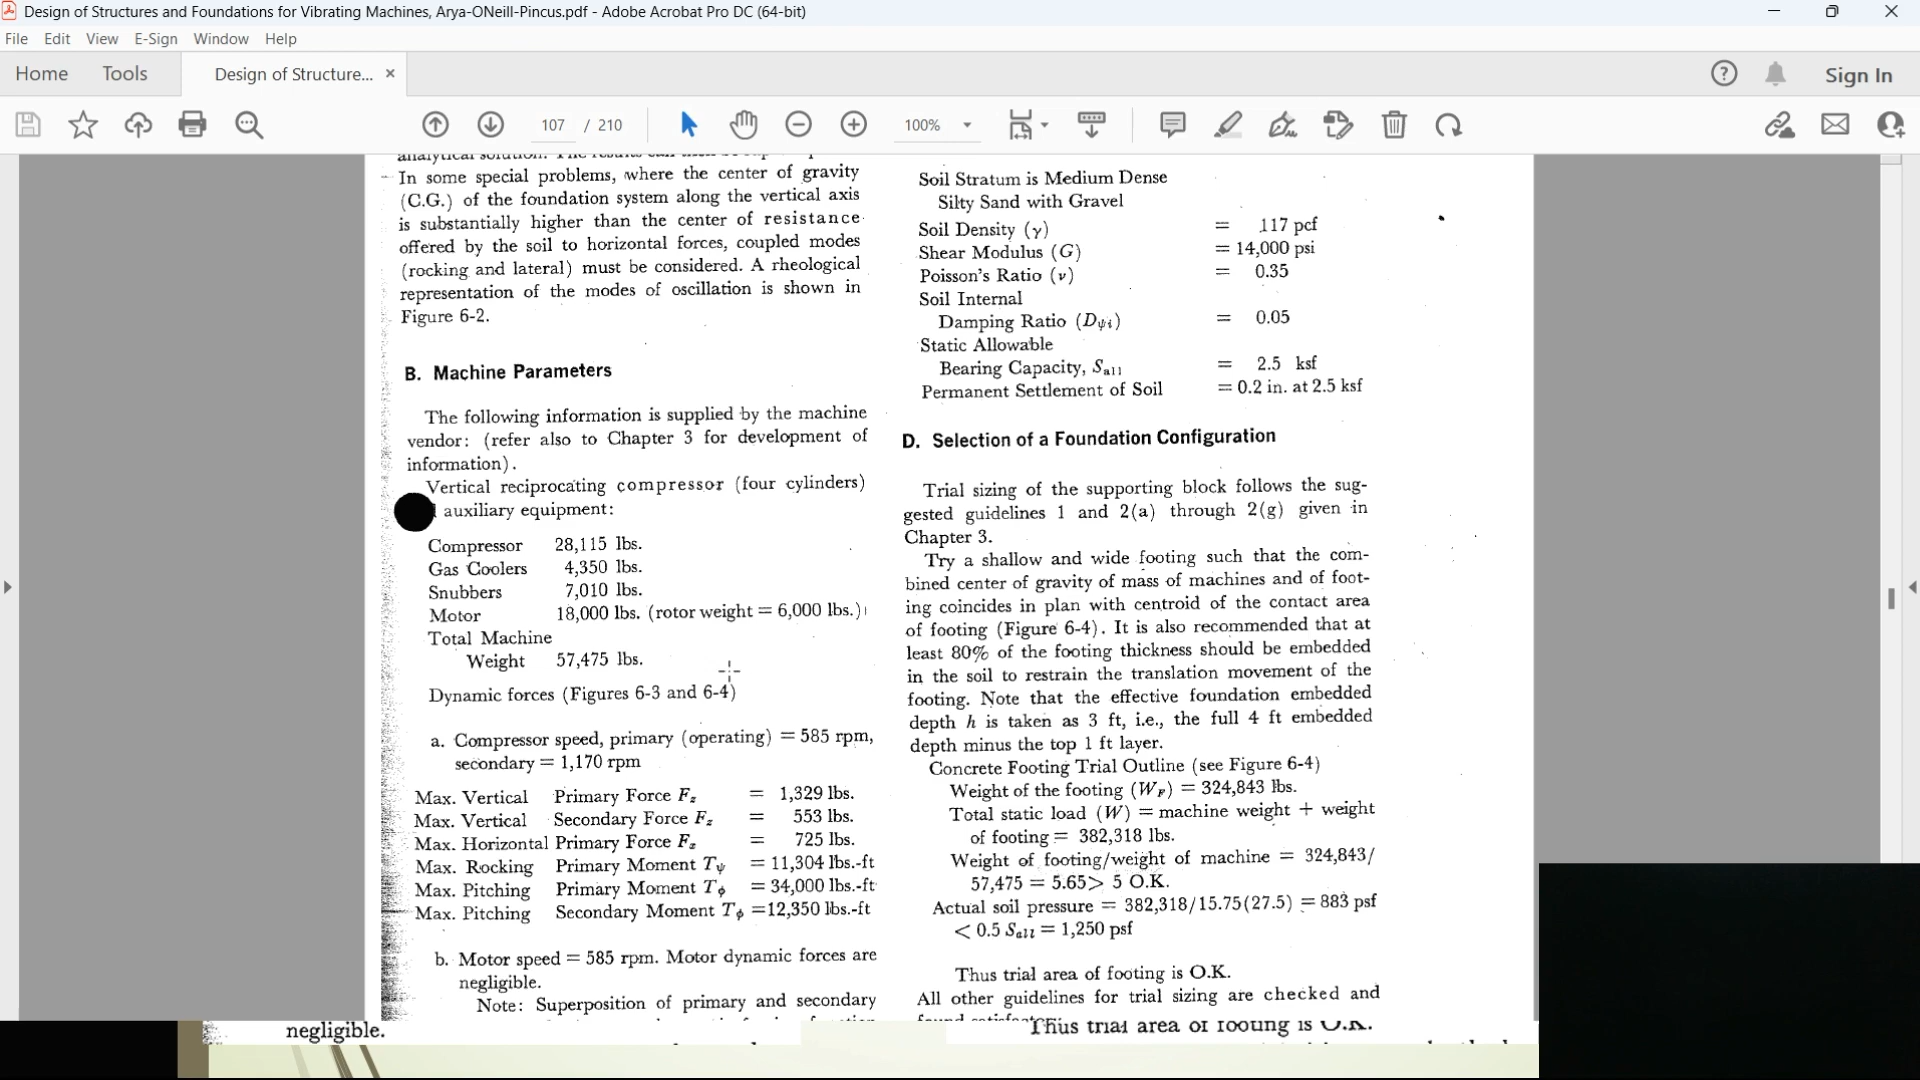 Design of Structures and Foundations for Vibrating Machines, Arya-ONeill-Pincus.pdf - Adobe Acrobat Pro DC (64-bit)
File Edit View E-Sign Window Help
Home Tools Design of Structure... × Sign In
107 / 210 100%
In some special problems, where the center of gravity
(C.G.) of the foundation system along the vertical axis
is substantially higher than the center of resistance
offered by the soil to horizontal forces, coupled modes
(rocking and lateral) must be considered. A rheological
representation of the modes of oscillation is shown in
Figure 6-2.
B. Machine Parameters
The following information is supplied by the machine
vendor: (refer also to Chapter 3 for development of
information).
Vertical reciprocating compressor (four cylinders)
auxiliary equipment:
Compressor 28,115 lbs.
Gas Coolers 4,350 lbs.
Snubbers 7,010 lbs.
Motor 18,000 lbs. (rotor weight = 6,000 lbs.)
Total Machine
Weight 57,475 lbs.
Dynamic forces (Figures 6-3 and 6-4)
a. Compressor speed, primary (operating) = 585 rpm,
secondary = 1,170 rpm
Max. Vertical Primary Force Fz = 1,329 lbs.
Max. Vertical Secondary Force Fz = 553 lbs.
Max. Horizontal Primary Force Fz = 725 lbs.
Max. Rocking Primary Moment Tψ = 11,304 lbs.-ft
Max. Pitching Primary Moment Tφ = 34,000 lbs.-ft
Max. Pitching Secondary Moment Tφ =12,350 lbs.-ft
b. Motor speed = 585 rpm. Motor dynamic forces are
negligible.
Note: Superposition of primary and secondary
Soil Stratum is Medium Dense
Silty Sand with Gravel
Soil Density (γ) = 117 pcf
Shear Modulus (G) = 14,000 psi
Poisson's Ratio (ν) = 0.35
Soil Internal
Damping Ratio (Dψi) = 0.05
Static Allowable
Bearing Capacity, Sall = 2.5 ksf
Permanent Settlement of Soil = 0.2 in. at 2.5 ksf
D. Selection of a Foundation Configuration
Trial sizing of the supporting block follows the sug-
gested guidelines 1 and 2(a) through 2(g) given in
Chapter 3.
Try a shallow and wide footing such that the com-
bined center of gravity of mass of machines and of foot-
ing coincides in plan with centroid of the contact area
of footing (Figure 6-4). It is also recommended that at
least 80% of the footing thickness should be embedded
in the soil to restrain the translation movement of the
footing. Note that the effective foundation embedded
depth h is taken as 3 ft, i.e., the full 4 ft embedded
depth minus the top 1 ft layer.
Concrete Footing Trial Outline (see Figure 6-4)
Weight of the footing (WF) = 324,843 lbs.
Total static load (W) = machine weight + weight
of footing = 382,318 lbs.
Weight of footing/weight of machine = 324,843/
57,475 = 5.65> 5 O.K.
Actual soil pressure = 382,318/15.75(27.5) = 883 psf
< 0.5 Sall = 1,250 psf
Thus trial area of footing is O.K.
All other guidelines for trial sizing are checked and
negligible.
Thus trial area of footing is O.K.